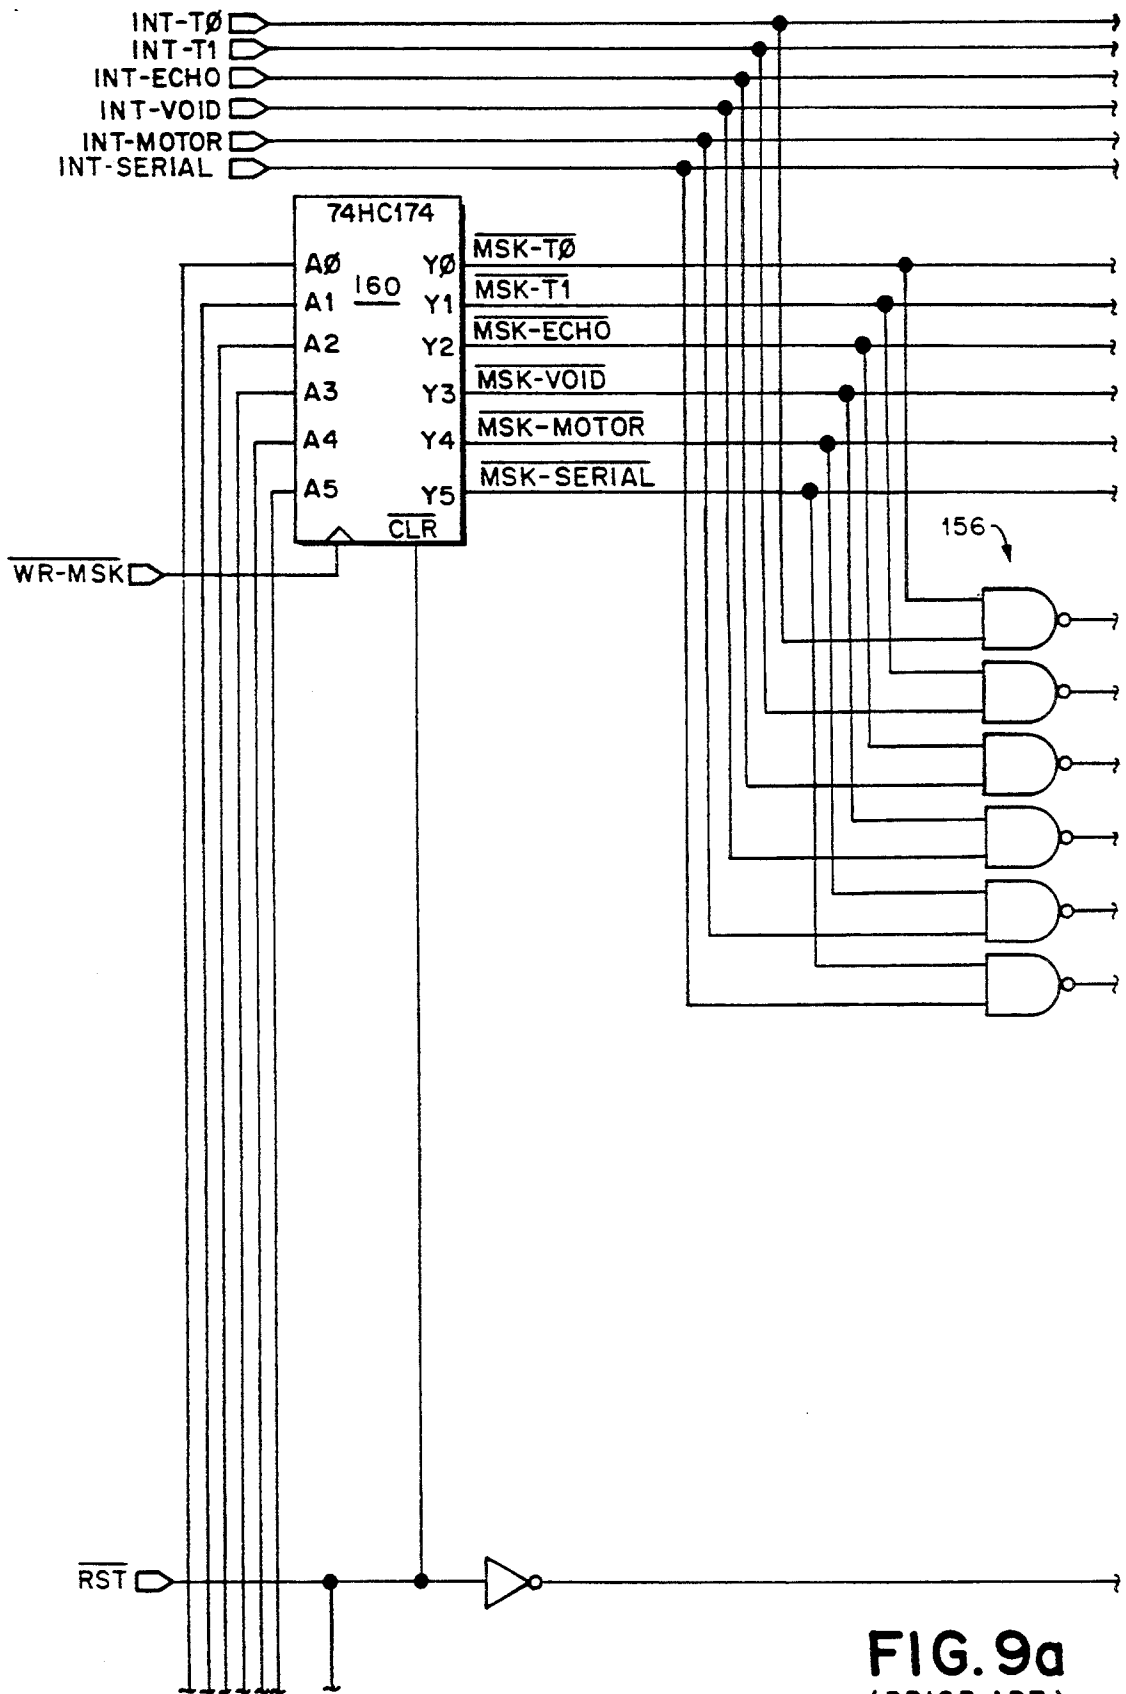 INT-TØ
INT-T1
INT-ECHO
INT-VOID
INT-MOTOR
INT-SERIAL
74HC174
AØ YØ MSK-TØ
160
A1 Y1 MSK-T1
A2 Y2 MSK-ECHO
A3 Y3 MSK-VOID
A4 Y4 MSK-MOTOR
A5 Y5 MSK-SERIAL
CLR
156
WR-MSK
RST
FIG. 9a
(PRIOR ART)